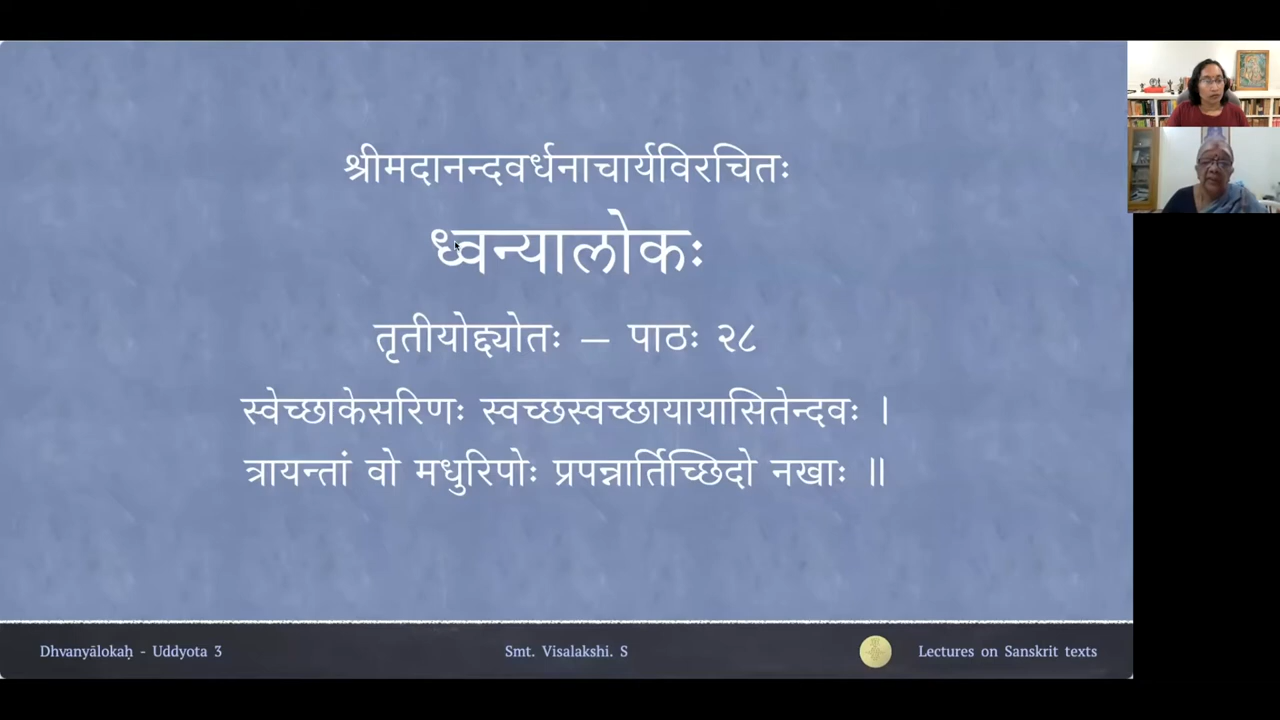 श्रीमदानन्दवर्धनाचार्यविरचितः
ध्वन्यालोकः
तृतीयोद्द्योतः – पाठः २८
स्वेच्छाकेसरिणः स्वच्छस्वच्छायायासितेन्दवः ।
त्रायन्तां वो मधुरिपोः प्रपन्नार्तिच्छिदो नखाः ॥
Dhvanyālokaḥ - Uddyota 3
Smt. Visalakshi. S
Lectures on Sanskrit texts